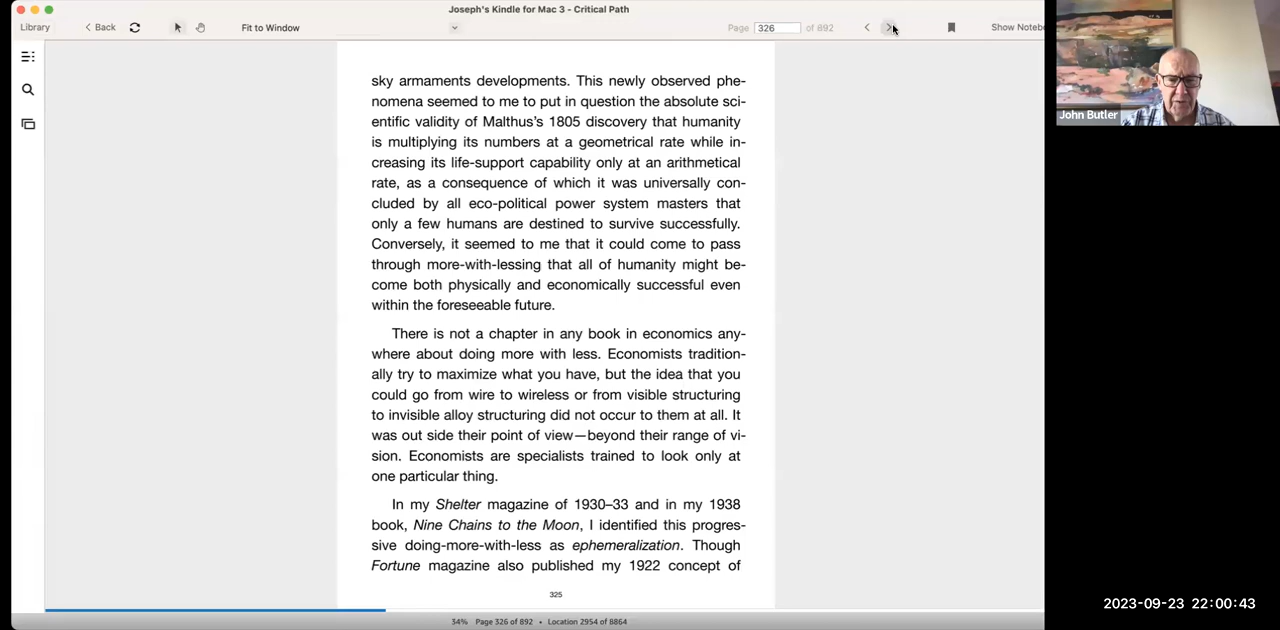 Joseph's Kindle for Mac 3 - Critical Path
Library
Back
Fit to Window
Page 326 of 892
Show Notebo
sky armaments developments. This newly observed phe-
nomena seemed to me to put in question the absolute sci-
entific validity of Malthus's 1805 discovery that humanity
is multiplying its numbers at a geometrical rate while in-
creasing its life-support capability only at an arithmetical
rate, as a consequence of which it was universally con-
cluded by all eco-political power system masters that
only a few humans are destined to survive successfully.
Conversely, it seemed to me that it could come to pass
through more-with-lessing that all of humanity might be-
come both physically and economically successful even
within the foreseeable future.
There is not a chapter in any book in economics any-
where about doing more with less. Economists tradition-
ally try to maximize what you have, but the idea that you
could go from wire to wireless or from visible structuring
to invisible alloy structuring did not occur to them at all. It
was out side their point of view—beyond their range of vi-
sion. Economists are specialists trained to look only at
one particular thing.
In my Shelter magazine of 1930–33 and in my 1938
book, Nine Chains to the Moon, I identified this progres-
sive doing-more-with-less as ephemeralization. Though
Fortune magazine also published my 1922 concept of
325
34% Page 326 of 892 • Location 2954 of 8864
John Butler
2023-09-23 22:00:43